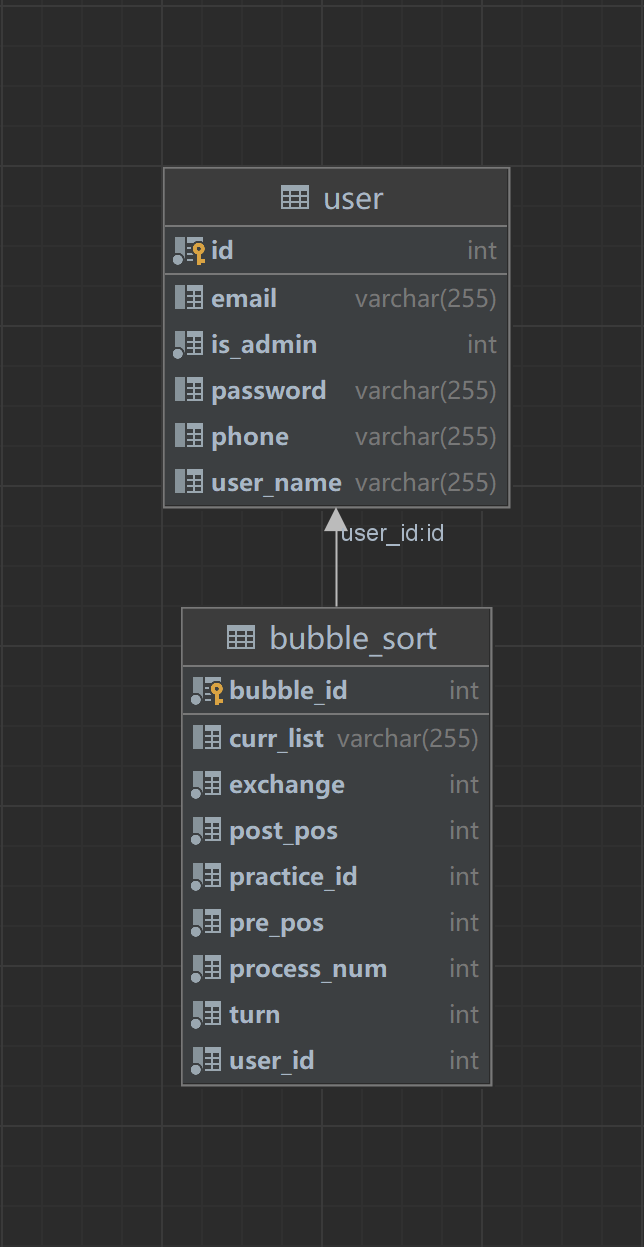 user
id int
email varchar(255)
is_admin int
password varchar(255)
phone varchar(255)
user_name varchar(255)
user_id:id
bubble_sort
bubble_id int
curr_list varchar(255)
exchange int
post_pos int
practice_id int
pre_pos int
process_num int
turn int
user_id int